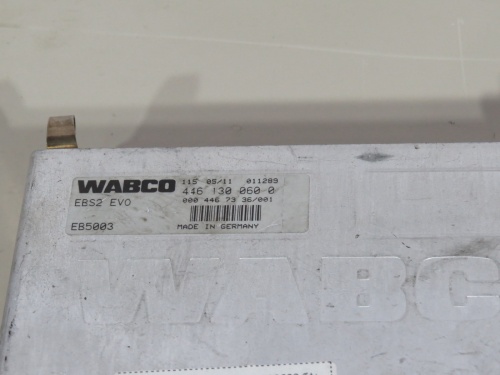 WABCO 115 05/11 011289
446 130 060 0
EBS2 EVO 000 446 73 36/001
EB5003 MADE IN GERMANY
WABC